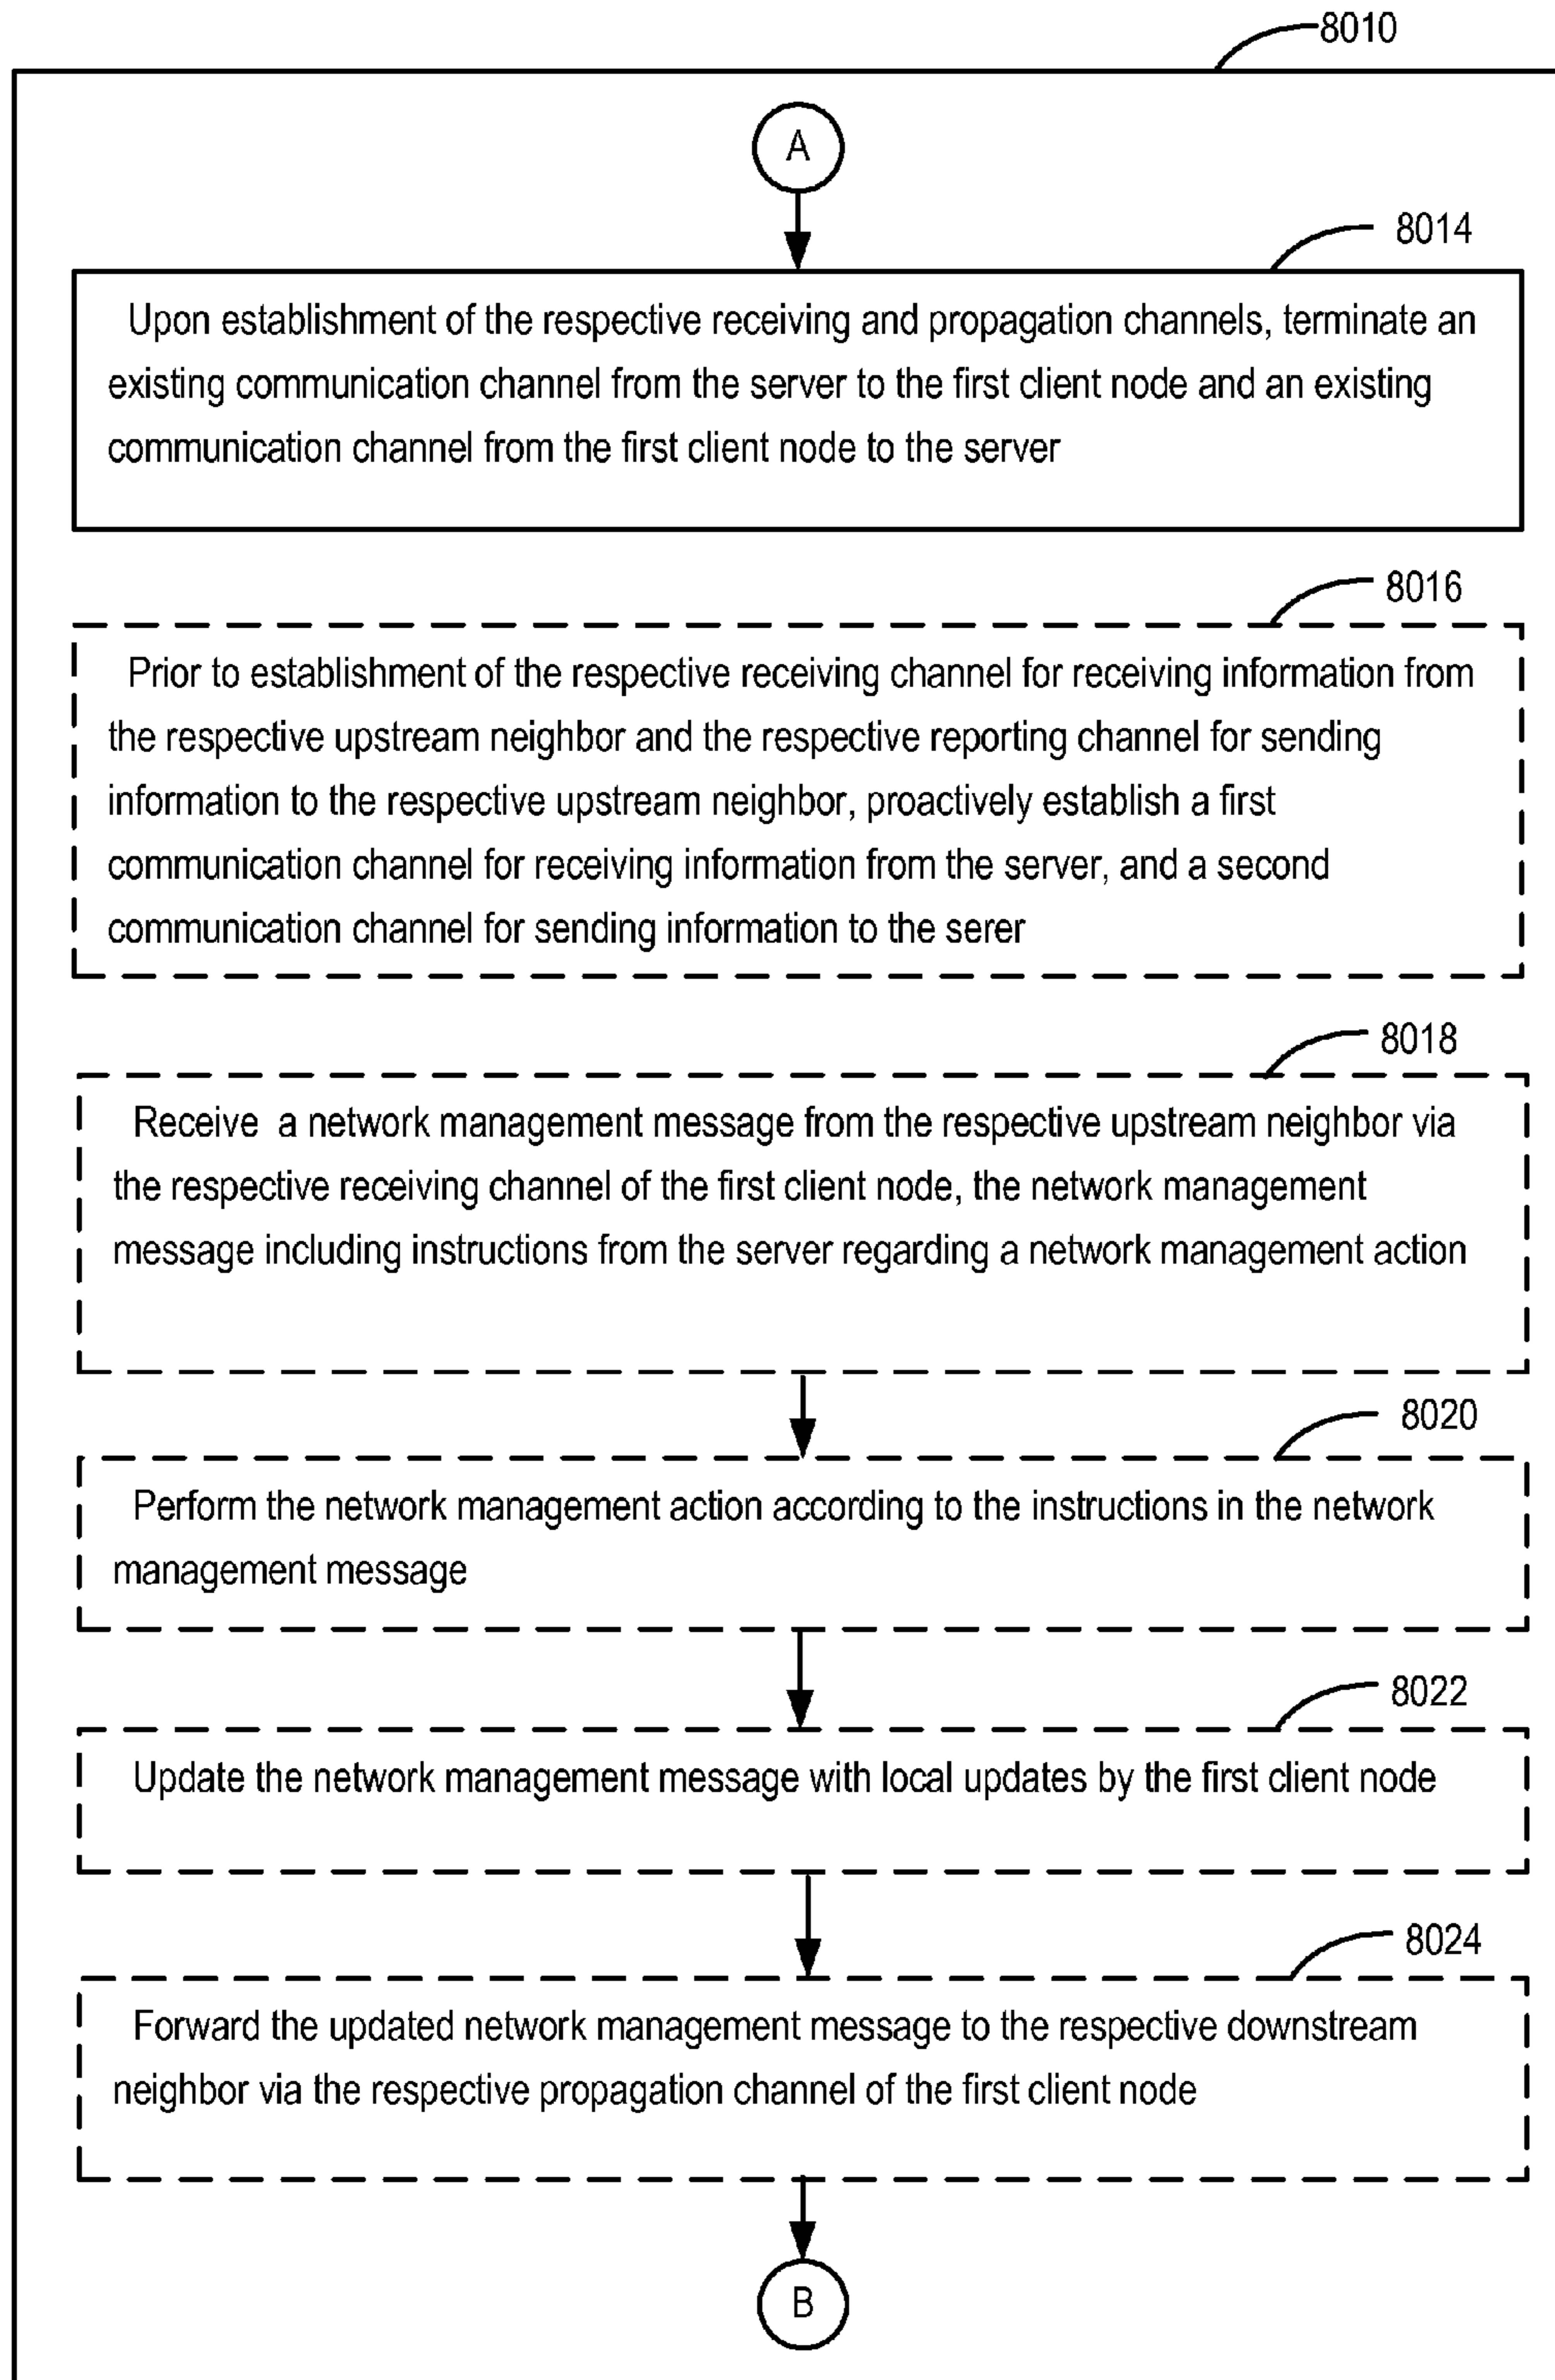 8010
A
8014
Upon establishment of the respective receiving and propagation channels, terminate an
existing communication channel from the server to the first client node and an existing
communication channel from the first client node to the server
8016
Prior to establishment of the respective receiving channel for receiving information from
the respective upstream neighbor and the respective reporting channel for sending
information to the respective upstream neighbor, proactively establish a first
communication channel for receiving information from the server, and a second
communication channel for sending information to the serer
8018
Receive a network management message from the respective upstream neighbor via
the respective receiving channel of the first client node, the network management
message including instructions from the server regarding a network management action
8020
Perform the network management action according to the instructions in the network
management message
8022
Update the network management message with local updates by the first client node
8024
Forward the updated network management message to the respective downstream
neighbor via the respective propagation channel of the first client node
B